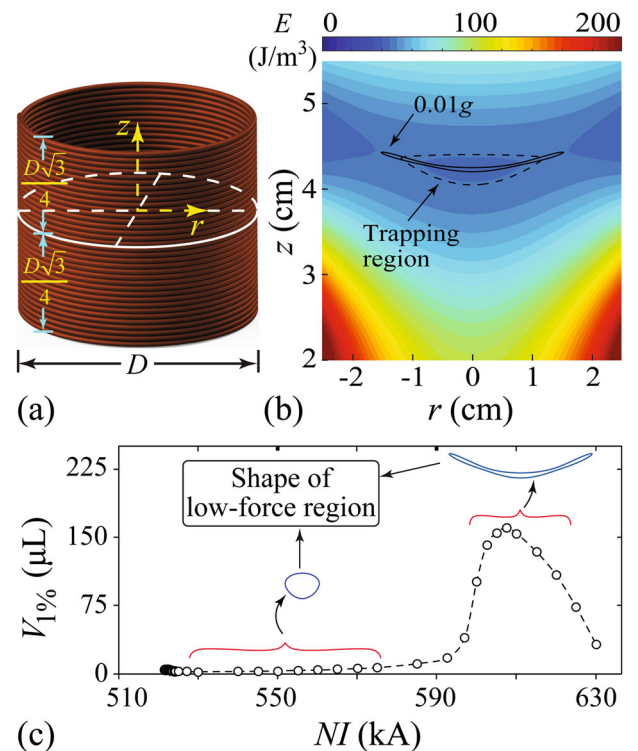 (a)
z
r
D√3
4
D√3
4
D
(b)
E
(J/m³)
0 100 200
0.01g
Trapping
region
z (cm)
5
4
3
2
-2 -1 0 1 2
r (cm)
(c)
Shape of
low-force region
V1% (µL)
225
150
75
0
510 550 590 630
NI (kA)